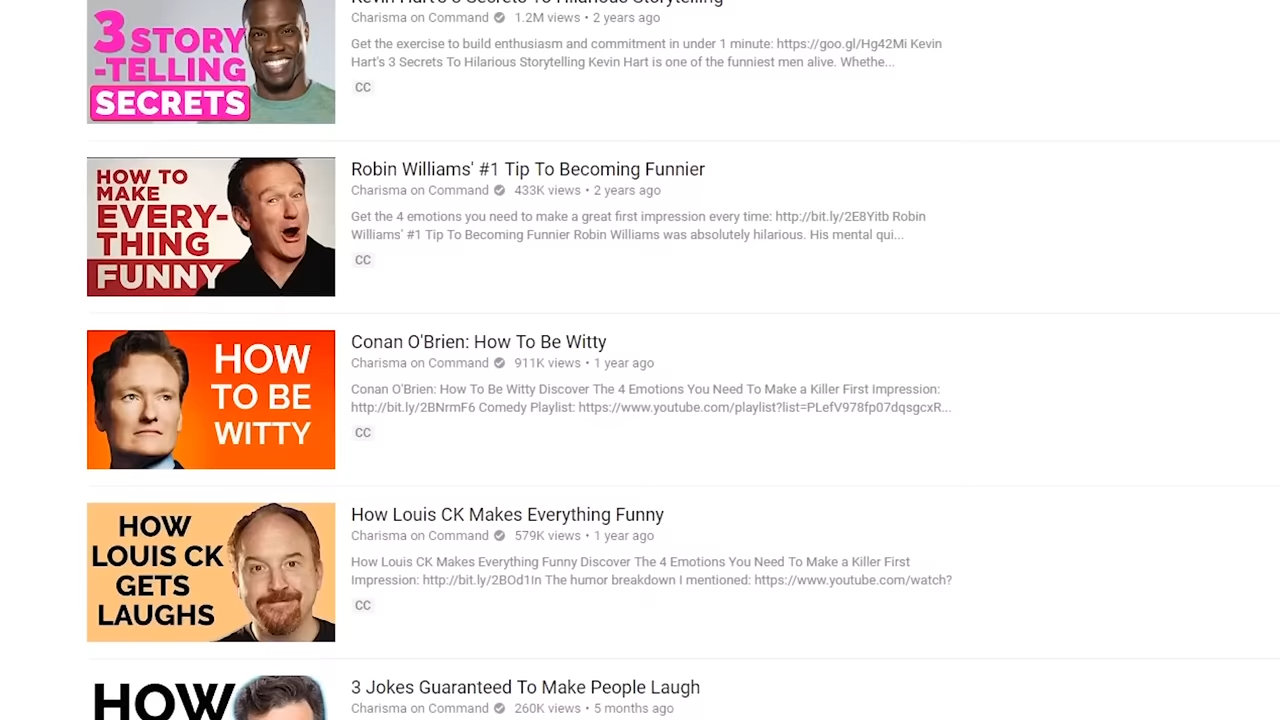 3 STORY
-TELLING
SECRETS
Kevin Hart's 3 Secrets To Hilarious Storytelling
Charisma on Command 1.2M views • 2 years ago
Get the exercise to build enthusiasm and commitment in under 1 minute: https://goo.gl/Hg42Mi Kevin
Hart's 3 Secrets To Hilarious Storytelling Kevin Hart is one of the funniest men alive. Whethe...
CC
HOW TO
MAKE
EVERY-
THING
FUNNY
Robin Williams' #1 Tip To Becoming Funnier
Charisma on Command 433K views • 2 years ago
Get the 4 emotions you need to make a great first impression every time: http://bit.ly/2E8Yitb Robin
Williams' #1 Tip To Becoming Funnier Robin Williams was absolutely hilarious. His mental qui...
CC
HOW
TO BE
WITTY
Conan O'Brien: How To Be Witty
Charisma on Command 911K views • 1 year ago
Conan O'Brien: How To Be Witty Discover The 4 Emotions You Need To Make a Killer First Impression:
http://bit.ly/2BNrmF6 Comedy Playlist: https://www.youtube.com/playlist?list=PLefV978fp07dqsgcxR...
CC
HOW
LOUIS CK
GETS
LAUGHS
How Louis CK Makes Everything Funny
Charisma on Command 579K views • 1 year ago
How Louis CK Makes Everything Funny Discover The 4 Emotions You Need To Make a Killer First
Impression: http://bit.ly/2BOd1In The humor breakdown I mentioned: https://www.youtube.com/watch?
CC
HOW
3 Jokes Guaranteed To Make People Laugh
Charisma on Command 260K views • 5 months ago